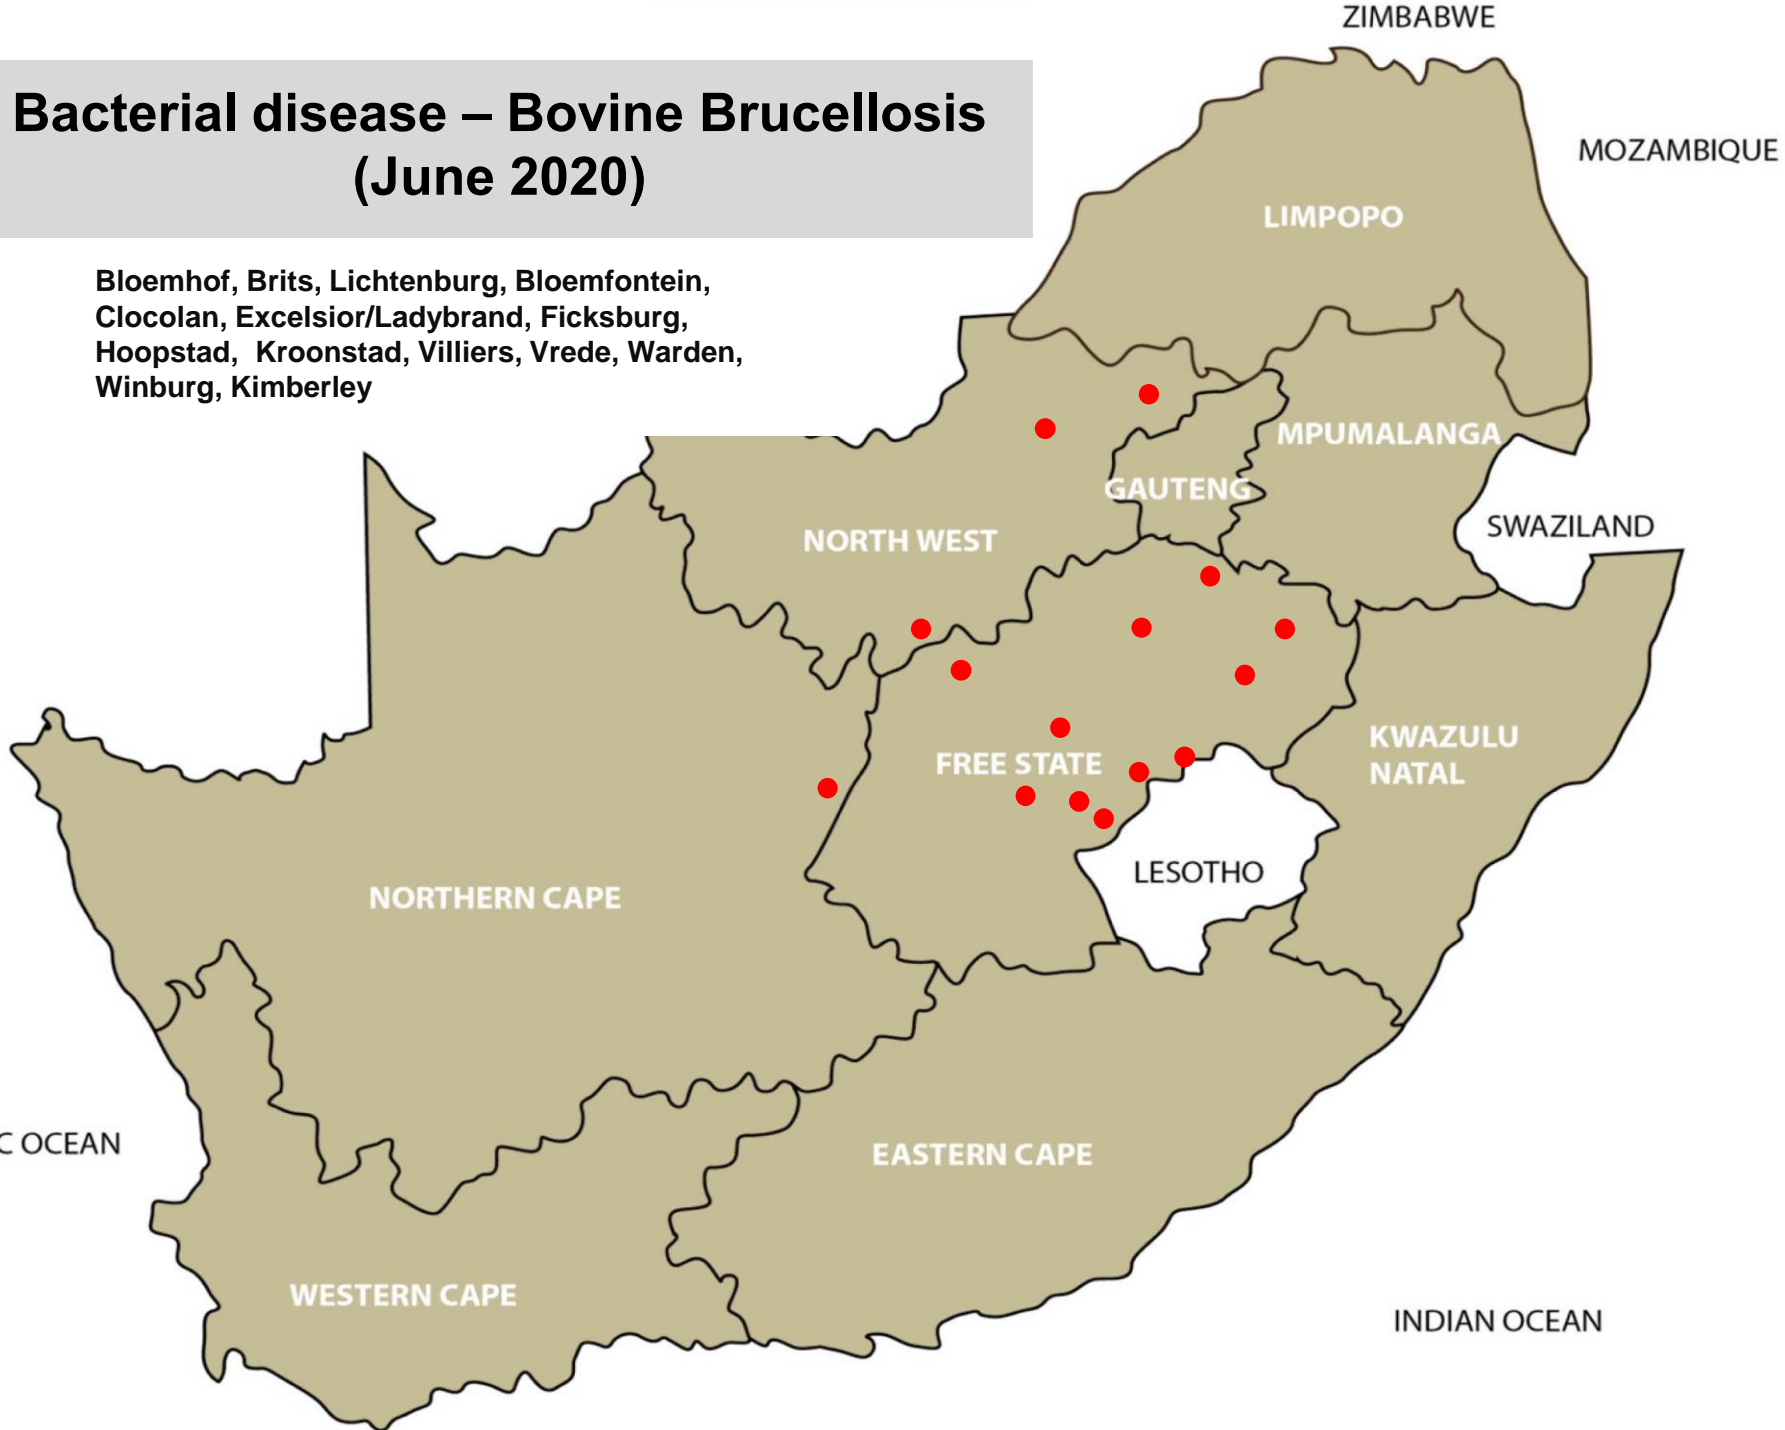 ZIMBABWE
Bacterial disease – Bovine Brucellosis
(June 2020)
MOZAMBIQUE
LIMPOPO
Bloemhof, Brits, Lichtenburg, Bloemfontein,
Clocolan, Excelsior/Ladybrand, Ficksburg,
Hoopstad, Kroonstad, Villiers, Vrede, Warden,
Winburg, Kimberley
MPUMALANGA
GAUTENG
SWAZILAND
NORTH WEST
KWAZULU
NATAL
FREE STATE
LESOTHO
NORTHERN CAPE
C OCEAN
EASTERN CAPE
WESTERN CAPE
INDIAN OCEAN